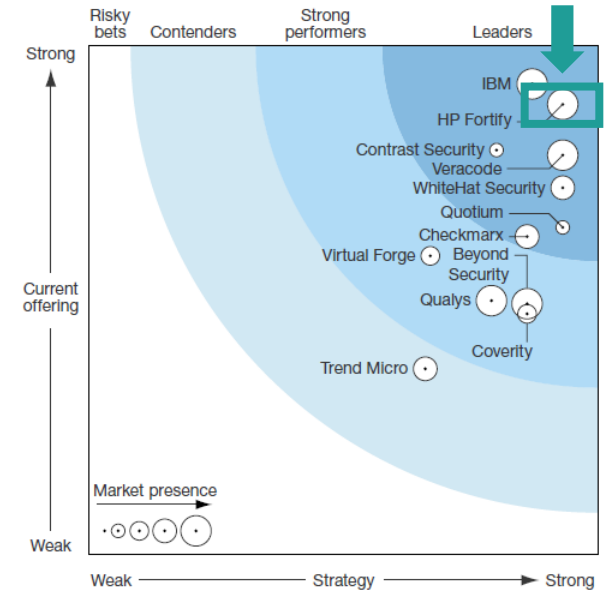 Risky
bets
Contenders
Strong
performers
Leaders
Strong
IBM
HP Fortify
Contrast Security
Veracode
WhiteHat Security
Quotium
Checkmarx
Virtual Forge
Beyond
Security
Current
offering
Qualys
Coverity
Trend Micro
Market presence
Weak
Weak
Strategy
Strong